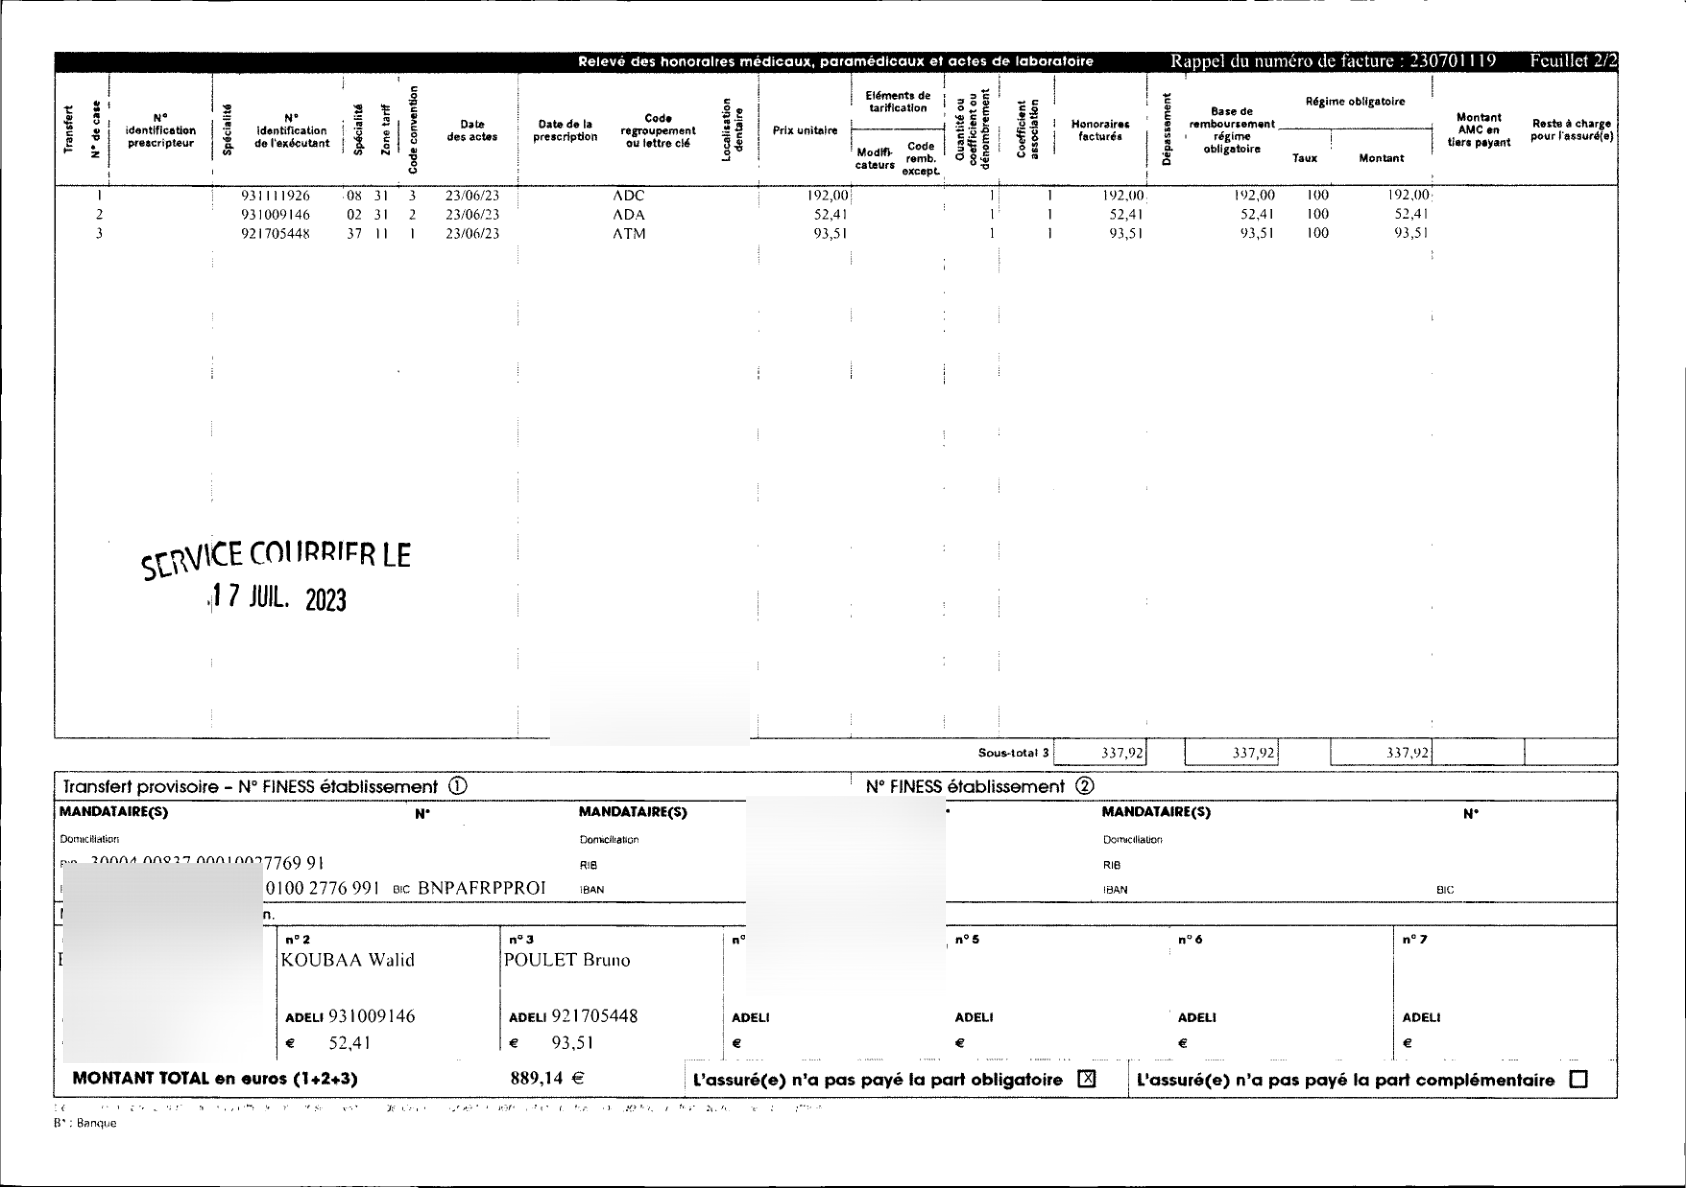 Relevé des honoraires médicaux, paramédicaux et actes de laboratoire Rappel du numéro de facture : 230701119 Feuillet 2/2
Transfert
N° de case
N° identification prescripteur
Spécialité
N° identification de l'exécutant
Spécialité
Zone tarif
Code convention
Date des actes
Date de la prescription
Code regroupement ou lettre clé
Localisation dentaire
Prix unitaire
Eléments de tarification
Modifi-cateurs
Code remb. except.
Quantité ou coefficient ou dénombrement
Coefficient association
Honoraires facturés
Dépassement
Base de remboursement régime obligatoire
Régime obligatoire
Taux
Montant
Montant AMC en tiers payant
Reste à charge pour l'assuré(e)
1 931111926 08 31 3 23/06/23 ADC 192,00 1 1 192,00 192,00 100 192,00
2 931009146 02 31 2 23/06/23 ADA 52,41 1 1 52,41 52,41 100 52,41
3 921705448 37 11 1 23/06/23 ATM 93,51 1 1 93,51 93,51 100 93,51
SERVICE COURRIER LE
17 JUIL. 2023
Sous-total 3 337,92 337,92 337,92
Transfert provisoire – N° FINESS établissement ① N° FINESS établissement ②
MANDATAIRE(S) N° MANDATAIRE(S) MANDATAIRE(S) N°
Domiciliation Domiciliation Domiciliation
30004 00837 00010027769 91 RIB RIB
0100 2776 991 BIC BNPAFRPPROI IBAN IBAN BIC
n.
n° 2 n° 3 n° n° 5 n° 6 n° 7
KOUBAA Walid POULET Bruno
ADELI 931009146 ADELI 921705448 ADELI ADELI ADELI ADELI
€ 52,41 € 93,51 € € € €
MONTANT TOTAL en euros (1+2+3) 889,14 € L'assuré(e) n'a pas payé la part obligatoire X L'assuré(e) n'a pas payé la part complémentaire
B* : Banque